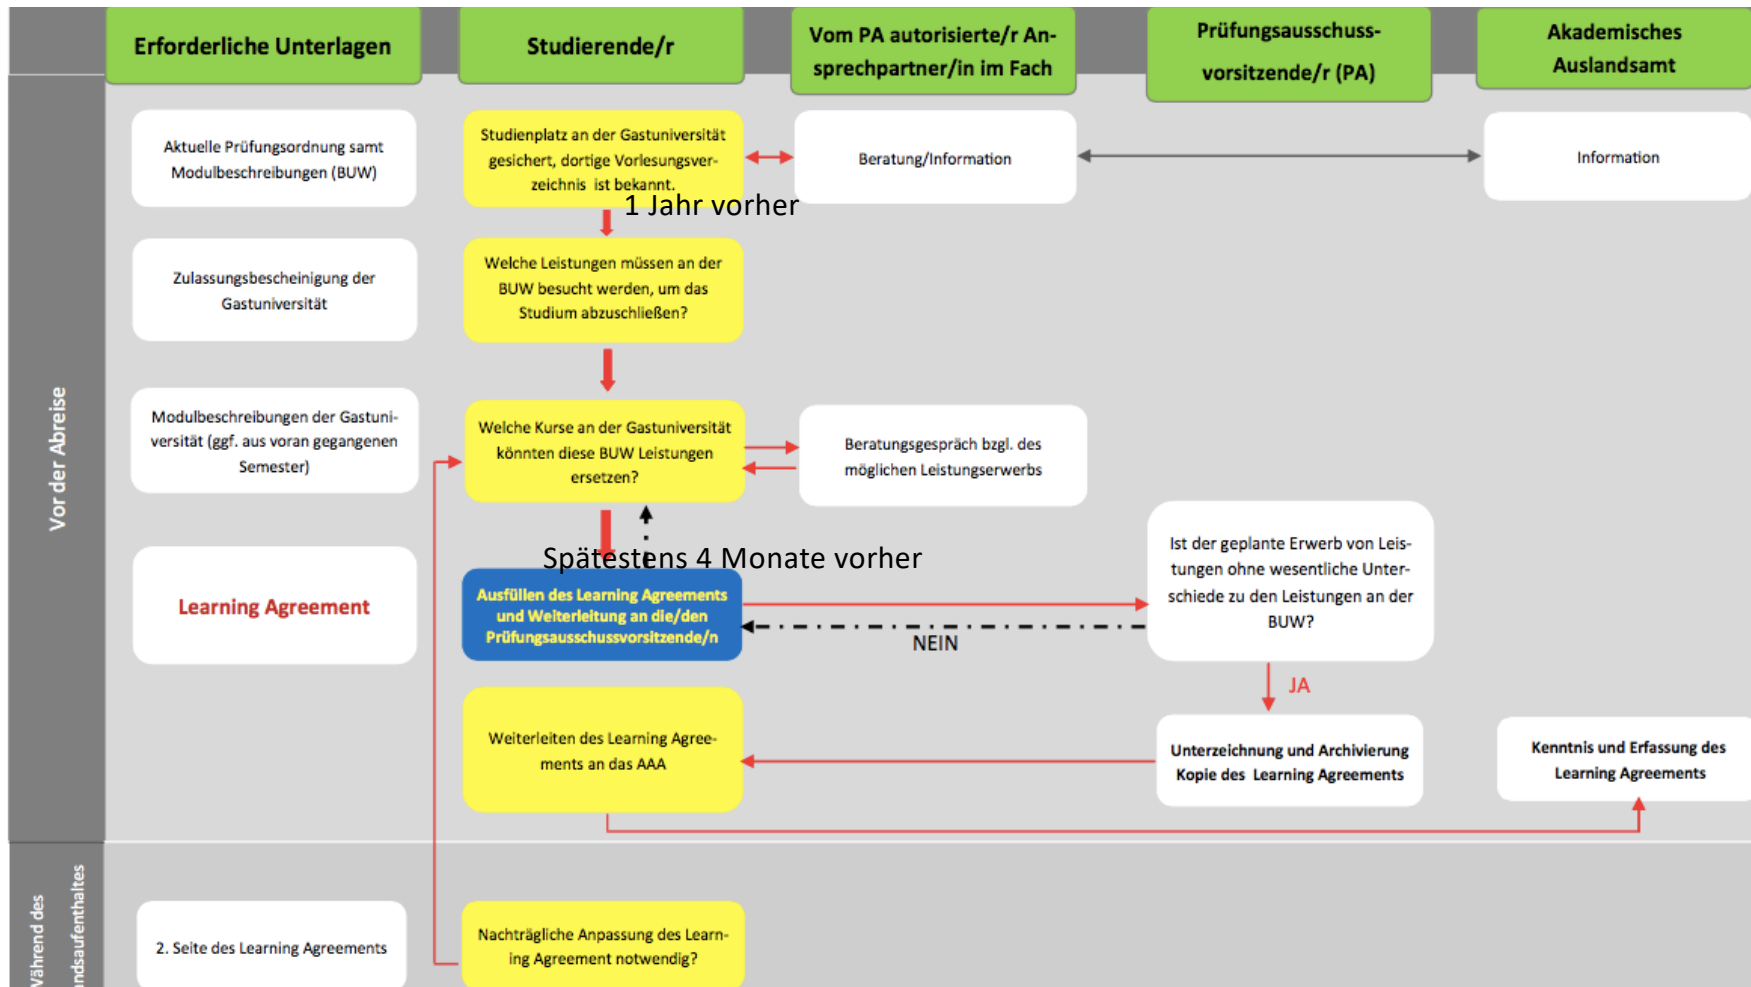 Erforderliche Unterlagen
Studierende/r
Vom PA autorisierte/r An-
sprechpartner/in im Fach
Prüfungsausschuss-
vorsitzende/r (PA)
Akademisches
Auslandsamt
Vor der Abreise
Aktuelle Prüfungsordnung samt
Modulbeschreibungen (BUW)
Studienplatz an der Gastuniversität
gesichert, dortige Vorlesungsver-
zeichnis ist bekannt.
Beratung/Information
Information
1 Jahr vorher
Zulassungsbescheinigung der
Gastuniversität
Welche Leistungen müssen an der
BUW besucht werden, um das
Studium abzuschließen?
Modulbeschreibungen der Gastuni-
versität (ggf. aus voran gegangenen
Semester)
Welche Kurse an der Gastuniversität
könnten diese BUW Leistungen
ersetzen?
Beratungsgespräch bzgl. des
möglichen Leistungserwerbs
Spätestens 4 Monate vorher
Learning Agreement
Ausfüllen des Learning Agreements
und Weiterleitung an die/den
Prüfungsausschussvorsitzende/n
NEIN
Ist der geplante Erwerb von Leis-
tungen ohne wesentliche Unter-
schiede zu den Leistungen an der
BUW?
JA
Weiterleiten des Learning Agree-
ments an das AAA
Unterzeichnung und Archivierung
Kopie des Learning Agreements
Kenntnis und Erfassung des
Learning Agreements
Während des
ndsaufenthaltes
2. Seite des Learning Agreements
Nachträgliche Anpassung des Learn-
ing Agreement notwendig?